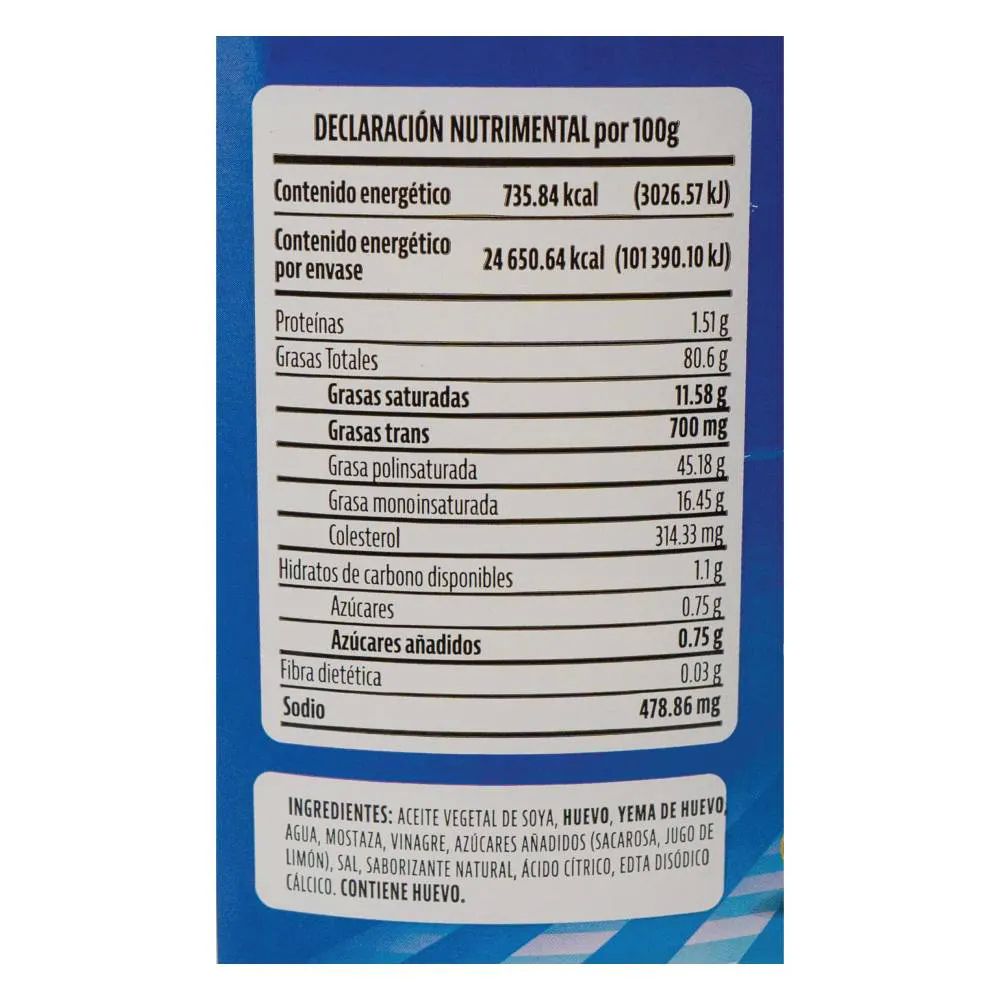 DECLARACIÓN NUTRIMENTAL por 100g
Contenido energético 735.84 kcal (3026.57 kJ)
Contenido energético
por envase 24 650.64 kcal (101 390.10 kJ)
Proteínas 1.51 g
Grasas Totales 80.6 g
Grasas saturadas 11.58 g
Grasas trans 700 mg
Grasa polinsaturada 45.18 g
Grasa monoinsaturada 16.45 g
Colesterol 314.33 mg
Hidratos de carbono disponibles 1.1 g
Azúcares 0.75 g
Azúcares añadidos 0.75 g
Fibra dietética 0.03 g
Sodio 478.86 mg
INGREDIENTES: ACEITE VEGETAL DE SOYA, HUEVO, YEMA DE HUEVO,
AGUA, MOSTAZA, VINAGRE, AZÚCARES AÑADIDOS (SACAROSA, JUGO DE
LIMÓN), SAL, SABORIZANTE NATURAL, ÁCIDO CÍTRICO, EDTA DISÓDICO
CÁLCICO. CONTIENE HUEVO.